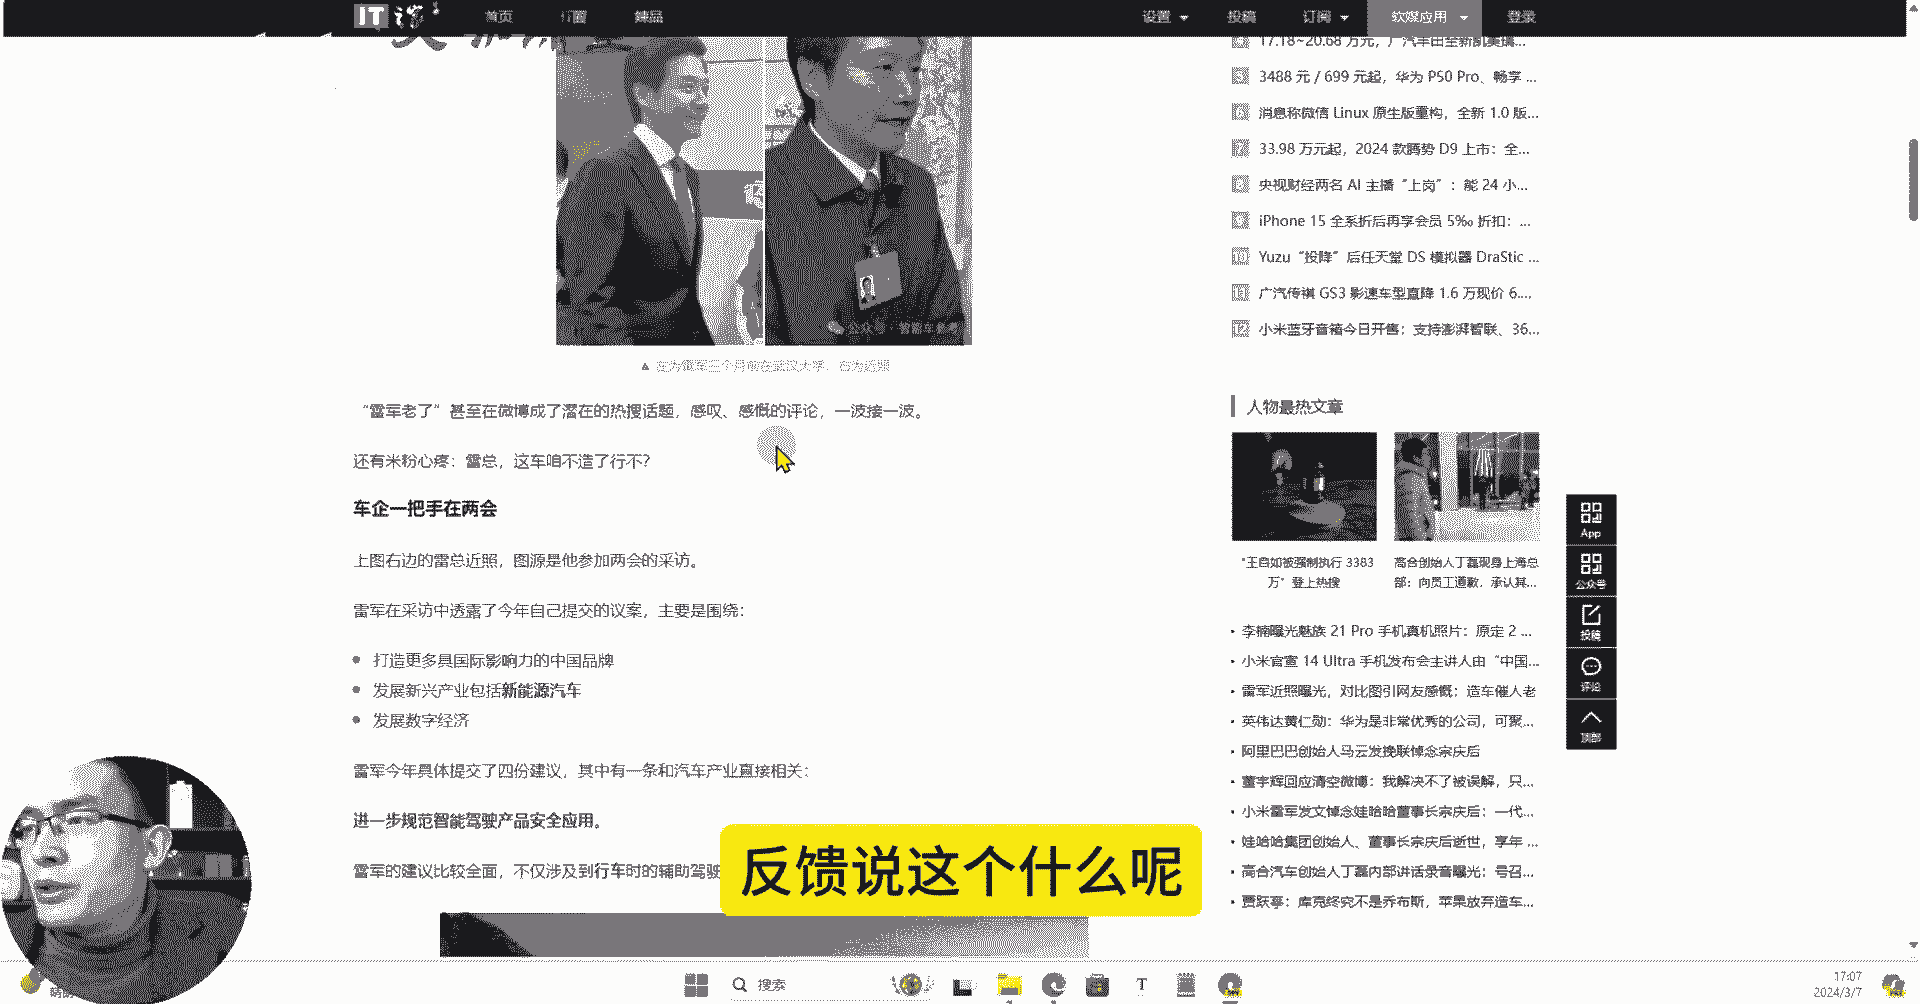 IT
首页
精品
设置
投稿
订阅
软媒应用
登录
公众号·智能车参考
▲ 左为雷军三个月前在武汉大学，右为近照
“雷军老了”甚至在微博成了潜在的热搜话题，感叹、感慨的评论，一波接一波。
还有米粉心疼：雷总，这车咱不造了行不?
车企一把手在两会
上图右边的雷总近照，图源是他参加两会的采访。
雷军在采访中透露了今年自己提交的议案，主要是围绕：
打造更多具国际影响力的中国品牌
发展新兴产业包括新能源汽车
发展数字经济
雷军今年具体提交了四份建议，其中有一条和汽车产业直接相关：
进一步规范智能驾驶产品安全应用。
雷军的建议比较全面，不仅涉及到行车时的辅助驾驶
反馈说这个什么呢
17.18~20.68 万元，广汽丰田全新凯美瑞...
5 3488 元 / 699 元起，华为 P50 Pro、畅享 ...
6 消息称微信 Linux 原生版重构，全新 1.0 版...
7 33.98 万元起，2024 款腾势 D9 上市：全...
8 央视财经两名 AI 主播“上岗”：能 24 小...
9 iPhone 15 全系折后再享会员 5‰ 折扣：...
10 Yuzu“投降”后任天堂 DS 模拟器 DraStic ...
11 广汽传祺 GS3 影速车型直降 1.6 万现价 6....
12 小米蓝牙音箱今日开售：支持澎湃智联、36...
人物最热文章
“王自如被强制执行 3383
万”登上热搜
高合创始人丁磊现身上海总
部：向员工道歉，承认其...
李楠曝光魅族 21 Pro 手机真机照片：原定 2 ...
小米官宣 14 Ultra 手机发布会主讲人由“中国...
雷军近照曝光，对比图引网友感慨：造车催人老
英伟达黄仁勋：华为是非常优秀的公司，可聚...
阿里巴巴创始人马云发挽联悼念宗庆后
董宇辉回应清空微博：我解决不了被误解，只...
小米雷军发文悼念娃哈哈董事长宗庆后：一代...
娃哈哈集团创始人、董事长宗庆后逝世，享年 ...
高合汽车创始人丁磊内部讲话录音曝光：号召...
贾跃亭：库克终究不是乔布斯，苹果放弃造车...
App
公众号
投稿
评论
顶部
搜索
T
17:07
2024/3/7